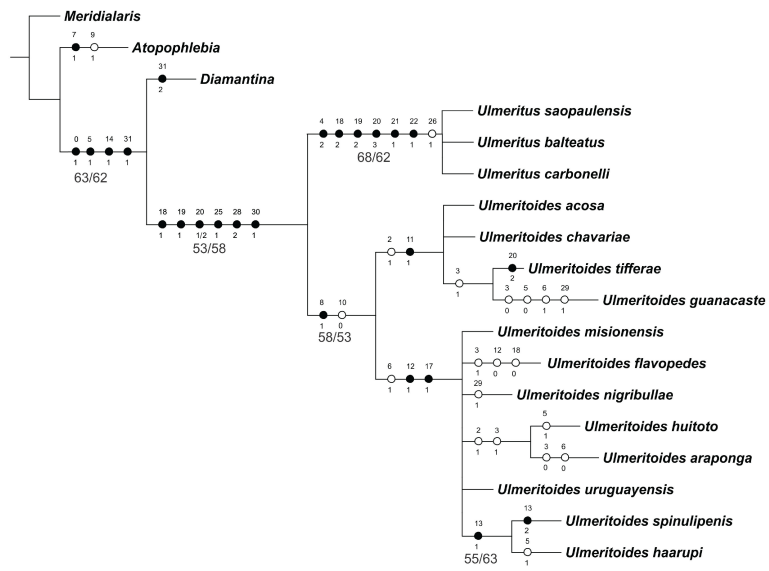 Meridialaris
7 9
Atopophlebia
1 1
31
Diamantina
2
4 18 19 20 21 22 26
Ulmeritus saopaulensis
2 2 2 3 1 1 1
Ulmeritus balteatus
68/62
Ulmeritus carbonelli
0 5 14 31
1 1 1 1
63/62
18 19 20 25 28 30
1 1 1/2 1 2 1
53/58
Ulmeritoides acosa
2 11
1 1
Ulmeritoides chavariae
20
Ulmeritoides tifferae
2
3
1
3 5 6 29
Ulmeritoides guanacaste
0 0 1 1
8 10
1 0
58/53
Ulmeritoides misionensis
3 12 18
Ulmeritoides flavopedes
1 0 0
6 12 17
1 1 1
29
Ulmeritoides nigribullae
1
5
Ulmeritoides huitoto
1
2 3
1 1
3 6
Ulmeritoides araponga
0 0
Ulmeritoides uruguayensis
13
Ulmeritoides spinulipenis
2
13
1
55/63
5
Ulmeritoides haarupi
1